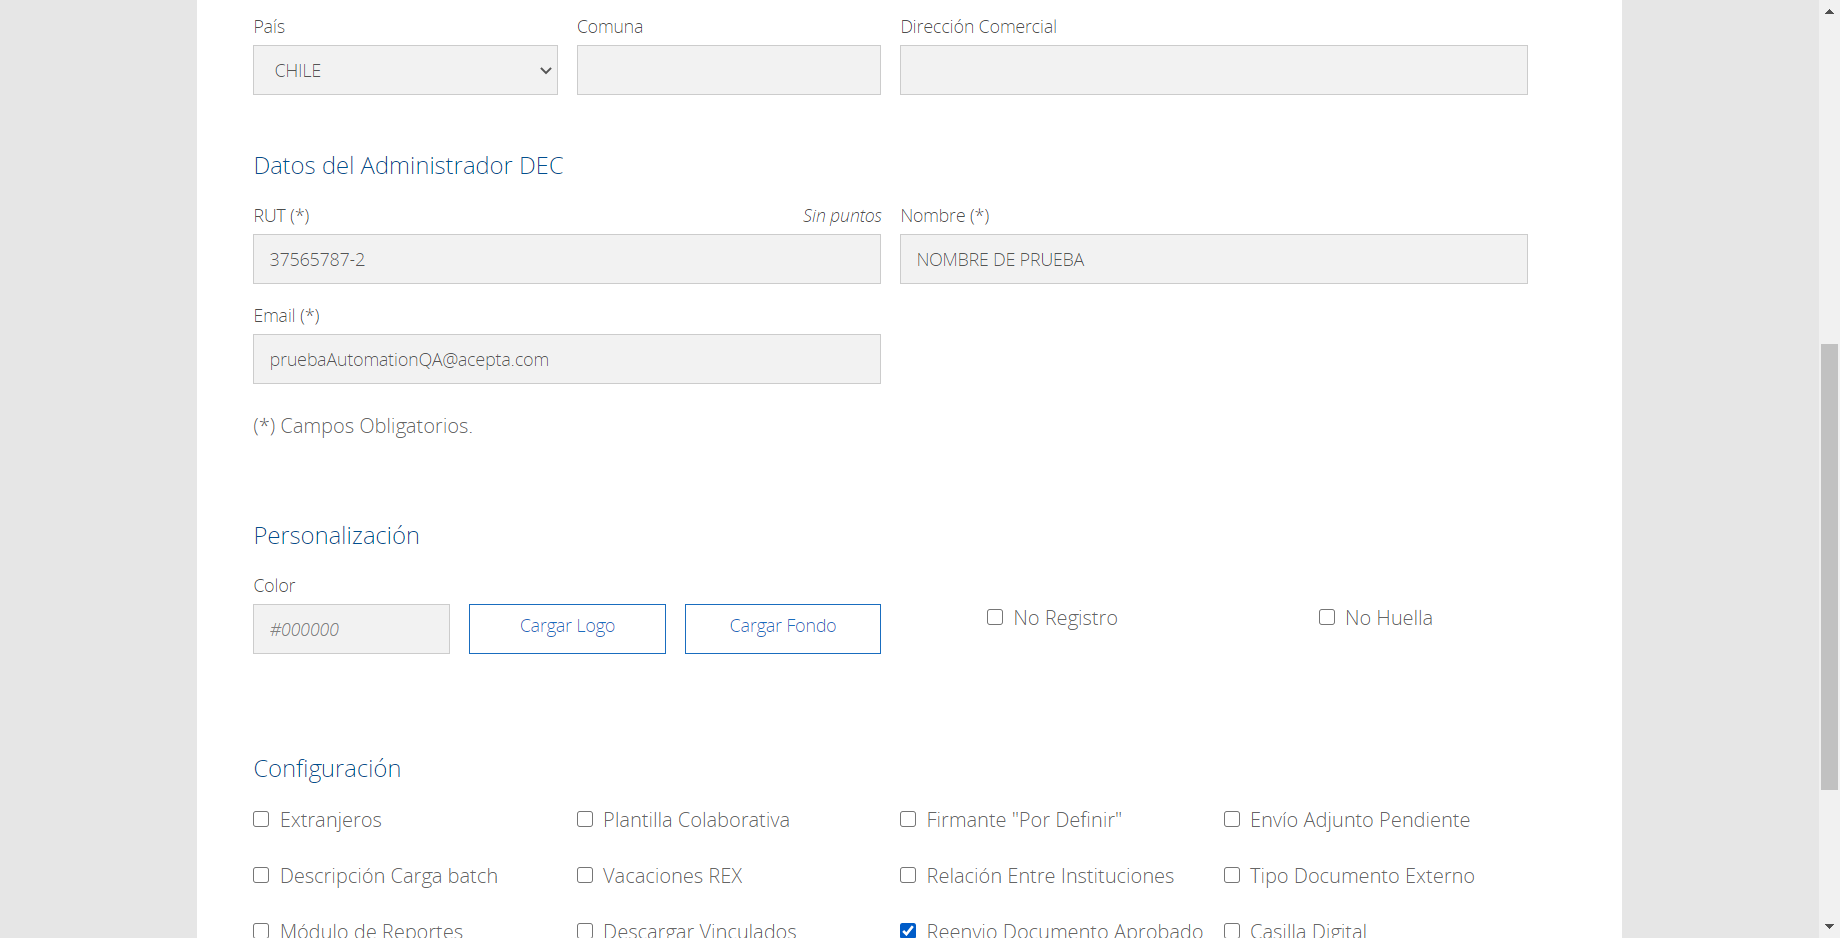 País Comuna Dirección Comercial
CHILE
Datos del Administrador DEC
RUT (*) Sin puntos Nombre (*)
37565787-2 NOMBRE DE PRUEBA
Email (*)
pruebaAutomationQA@acepta.com
(*) Campos Obligatorios.
Personalización
Color
#000000 Cargar Logo Cargar Fondo No Registro No Huella
Configuración
Extranjeros Plantilla Colaborativa Firmante "Por Definir" Envío Adjunto Pendiente
Descripción Carga batch Vacaciones REX Relación Entre Instituciones Tipo Documento Externo
Módulo de Reportes Descargar Vinculados Reenvio Documento Aprobado Casilla Digital